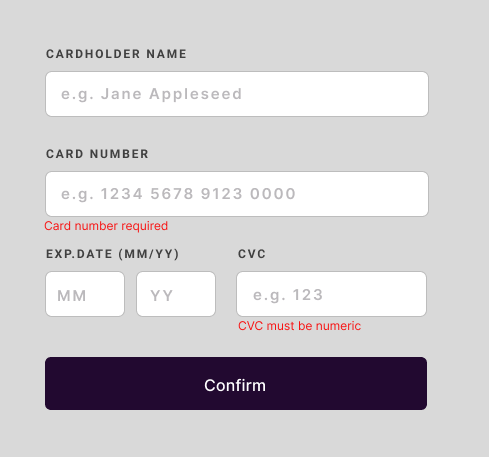 CARDHOLDER NAME
e.g. Jane Appleseed
CARD NUMBER
e.g. 1234 5678 9123 0000
Card number required
EXP.DATE (MM/YY) CVC
MM YY e.g. 123
CVC must be numeric
Confirm